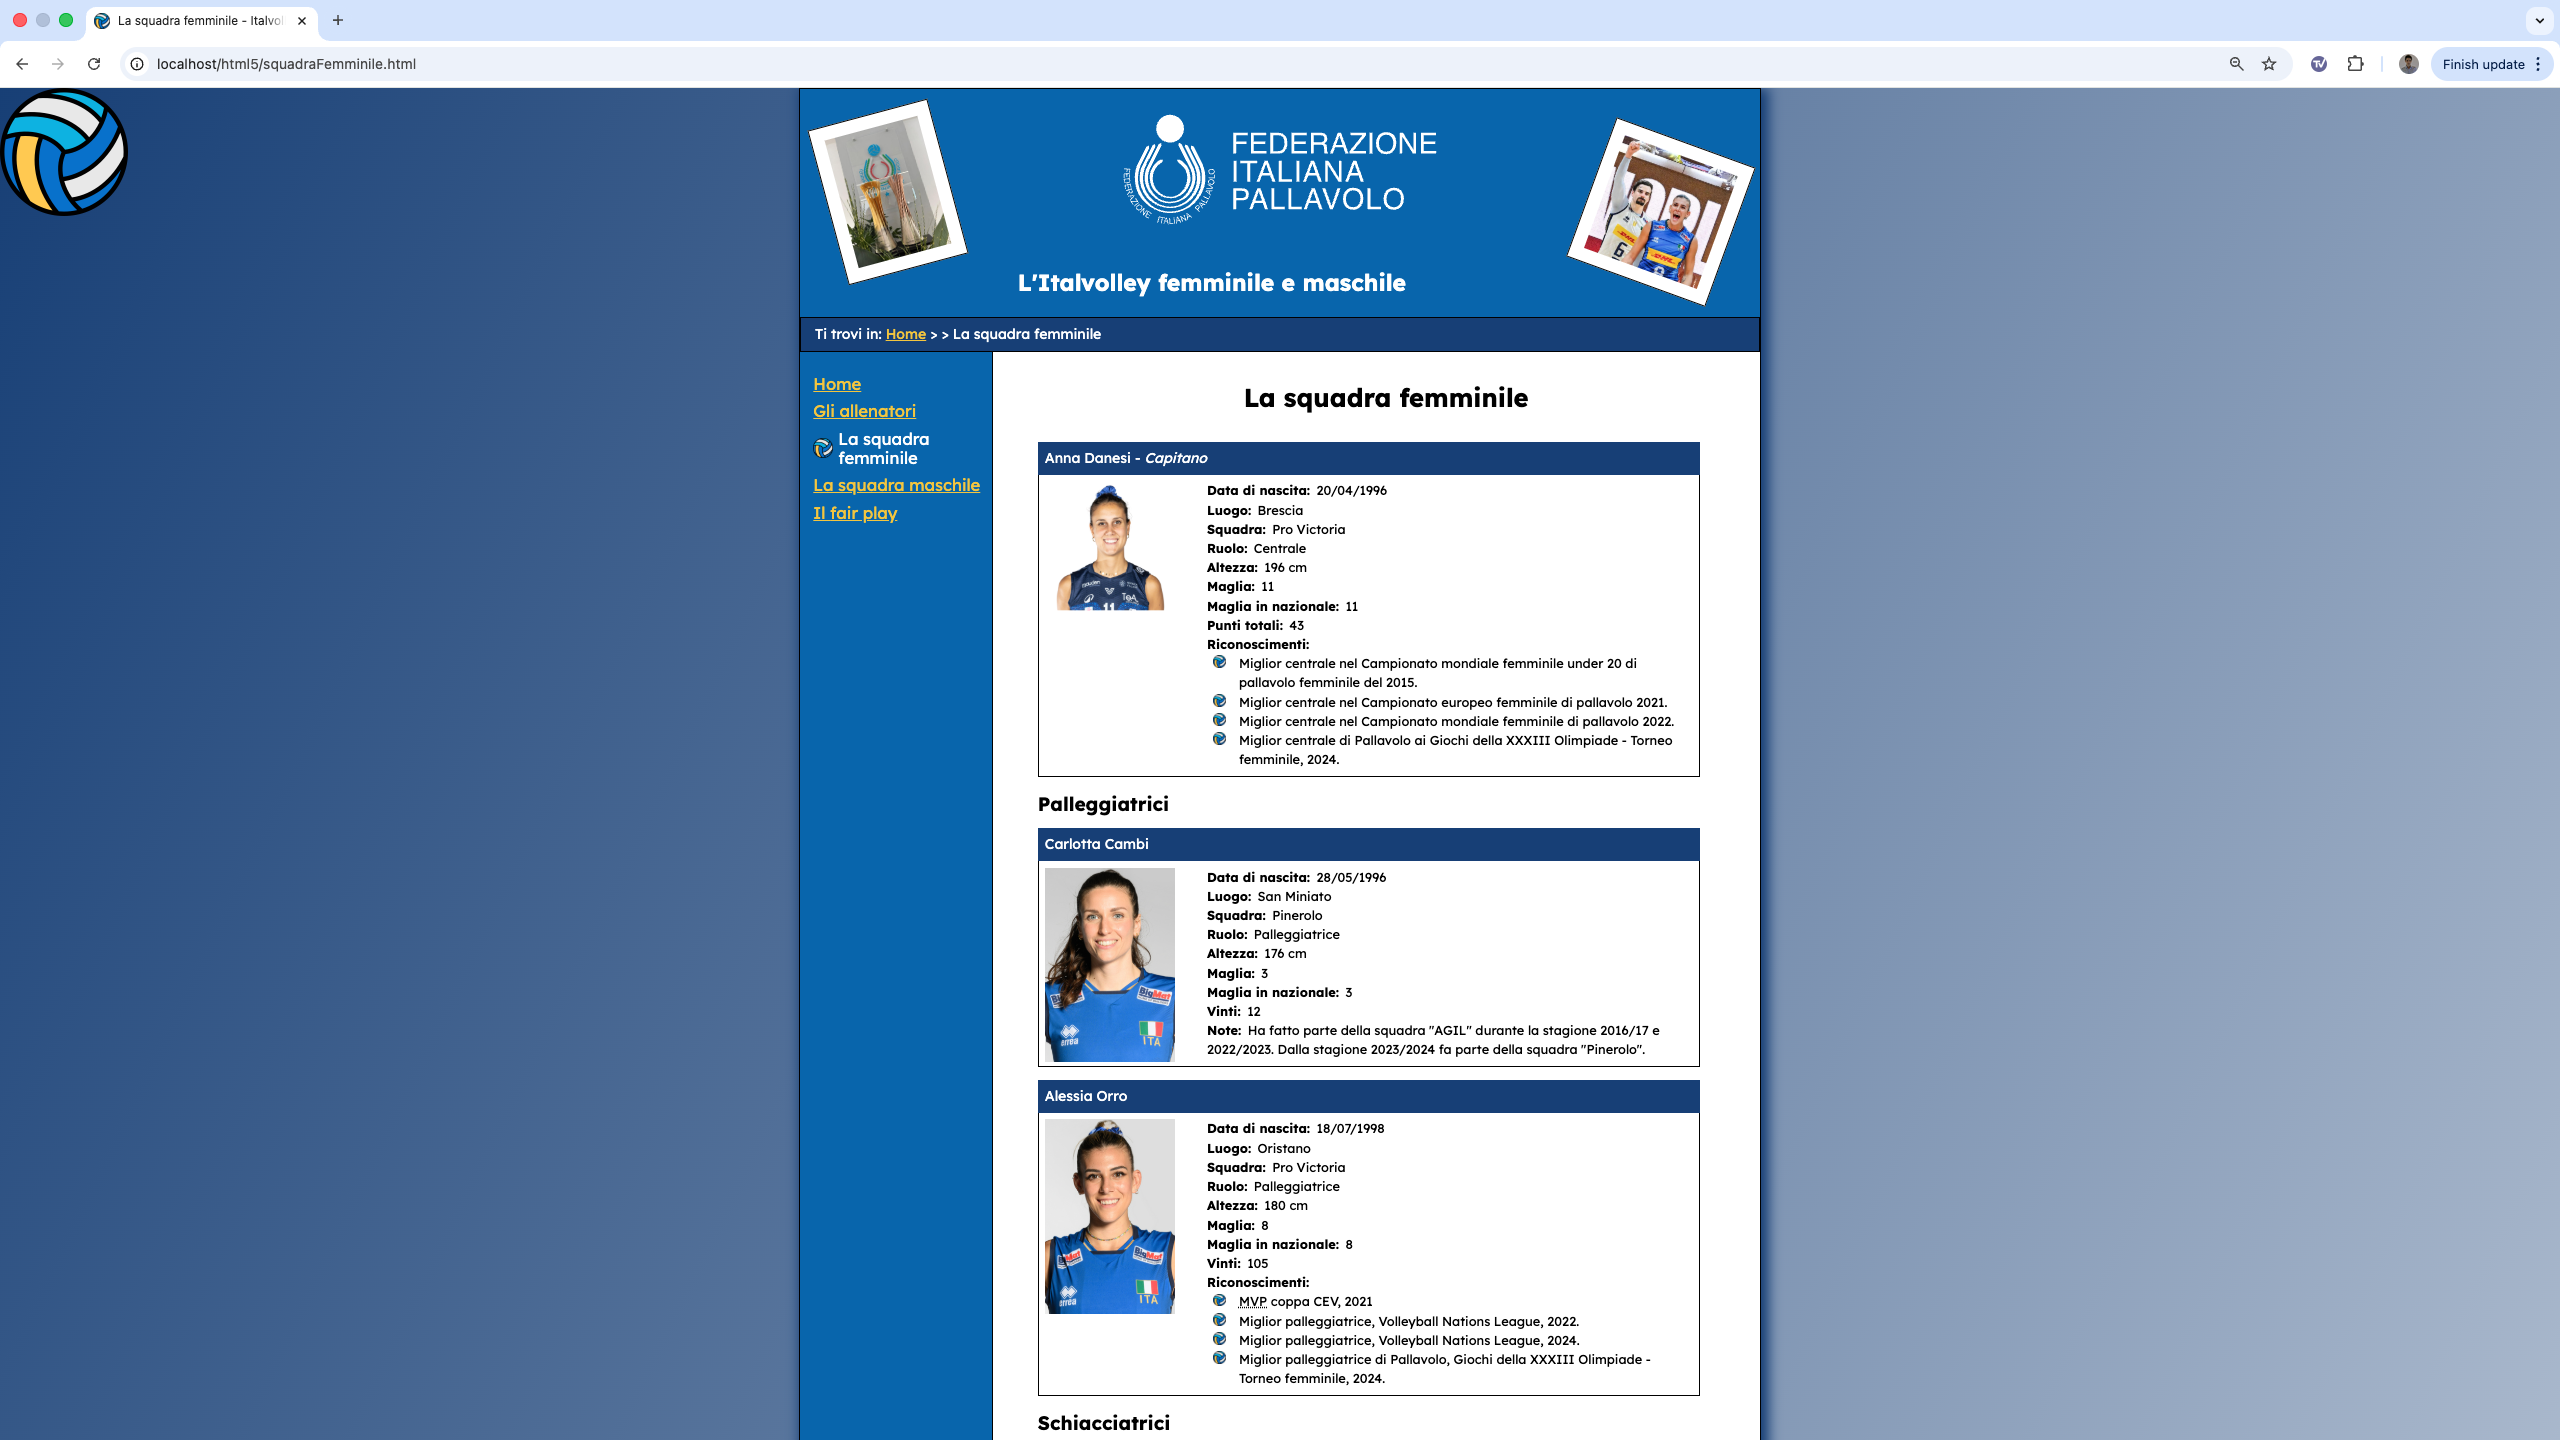 La squadra femminile - Italvol
localhost/html5/squadraFemminile.html
Finish update
FEDERAZIONE
ITALIANA
PALLAVOLO
FEDERAZIONE ITALIANA PALLAVOLO
L'Italvolley femminile e maschile
Ti trovi in: Home > > La squadra femminile
Home
Gli allenatori
La squadra
femminile
La squadra maschile
Il fair play
La squadra femminile
Anna Danesi - Capitano
Data di nascita: 20/04/1996
Luogo: Brescia
Squadra: Pro Victoria
Ruolo: Centrale
Altezza: 196 cm
Maglia: 11
Maglia in nazionale: 11
Punti totali: 43
Riconoscimenti:
Miglior centrale nel Campionato mondiale femminile under 20 di
pallavolo femminile del 2015.
Miglior centrale nel Campionato europeo femminile di pallavolo 2021.
Miglior centrale nel Campionato mondiale femminile di pallavolo 2022.
Miglior centrale di Pallavolo ai Giochi della XXXIII Olimpiade - Torneo
femminile, 2024.
Palleggiatrici
Carlotta Cambi
BigMat
errea
ITA
Data di nascita: 28/05/1996
Luogo: San Miniato
Squadra: Pinerolo
Ruolo: Palleggiatrice
Altezza: 176 cm
Maglia: 3
Maglia in nazionale: 3
Vinti: 12
Note: Ha fatto parte della squadra "AGIL" durante la stagione 2016/17 e
2022/2023. Dalla stagione 2023/2024 fa parte della squadra "Pinerolo".
Alessia Orro
BigMat
BigMat
errea
ITA
Data di nascita: 18/07/1998
Luogo: Oristano
Squadra: Pro Victoria
Ruolo: Palleggiatrice
Altezza: 180 cm
Maglia: 8
Maglia in nazionale: 8
Vinti: 105
Riconoscimenti:
MVP coppa CEV, 2021
Miglior palleggiatrice, Volleyball Nations League, 2022.
Miglior palleggiatrice, Volleyball Nations League, 2024.
Miglior palleggiatrice di Pallavolo, Giochi della XXXIII Olimpiade -
Torneo femminile, 2024.
Schiacciatrici